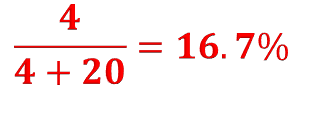 4
4 + 20
= 16.7%